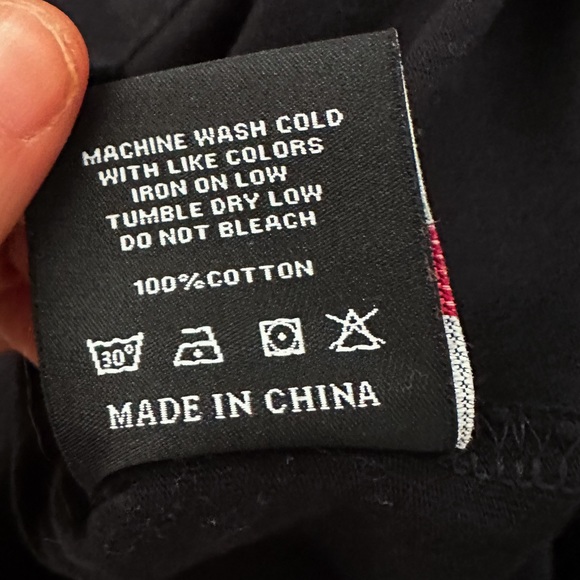 MACHINE WASH COLD
WITH LIKE COLORS
IRON ON LOW
TUMBLE DRY LOW
DO NOT BLEACH
100%COTTON
30°
MADE IN CHINA